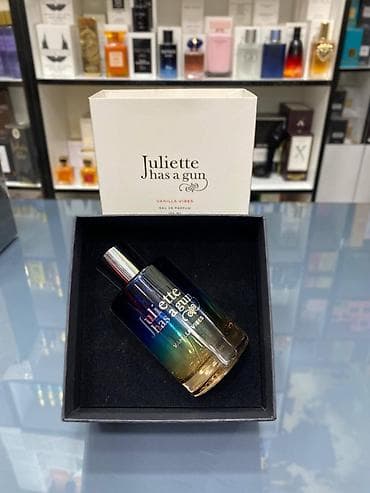 Juliette
has a gun
VANILLA VIBES
EAU DE PARFUM
Juliette
has a gun
VANILLA VIBES